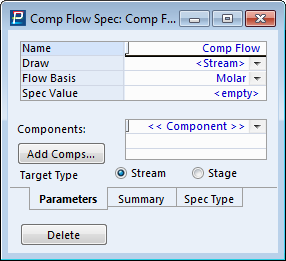 Comp Flow Spec: Comp F...
Name Comp Flow
Draw <Stream>
Flow Basis Molar
Spec Value <empty>
Components: << Component >>
Add Comps...
Target Type Stream Stage
Parameters Summary Spec Type
Delete